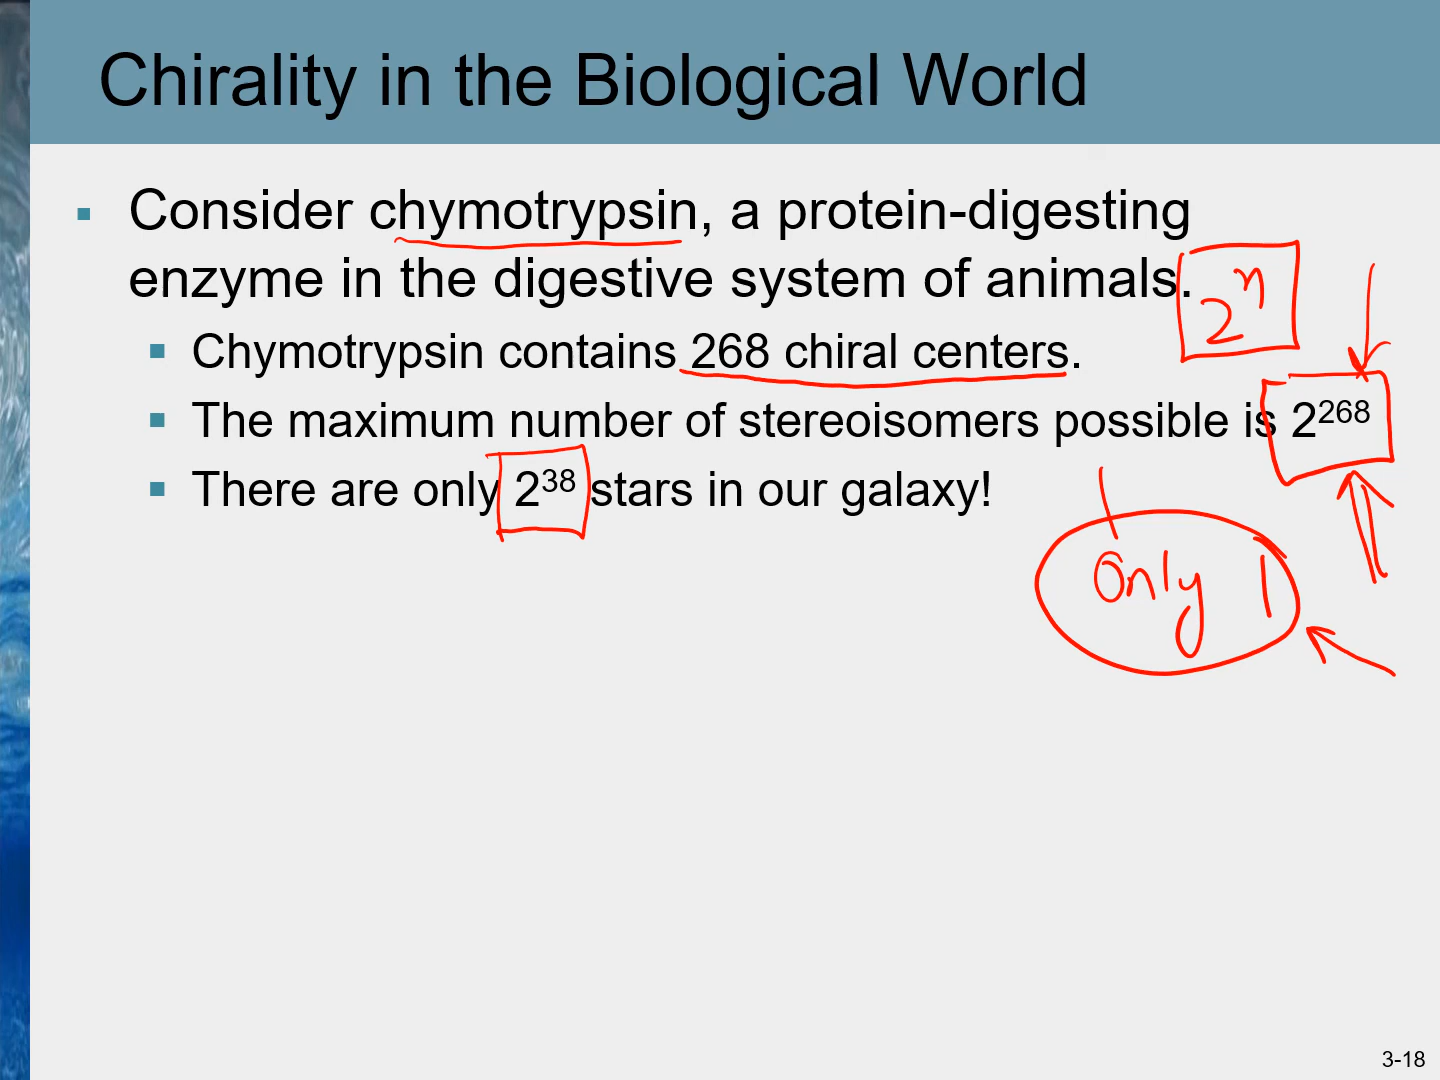 Chirality in the Biological World
▪ Consider chymotrypsin, a protein-digesting
enzyme in the digestive system of animals.
2ⁿ
▪ Chymotrypsin contains 268 chiral centers.
▪ The maximum number of stereoisomers possible is 2²⁶⁸
▪ There are only 2³⁸ stars in our galaxy!
Only 1
3-18